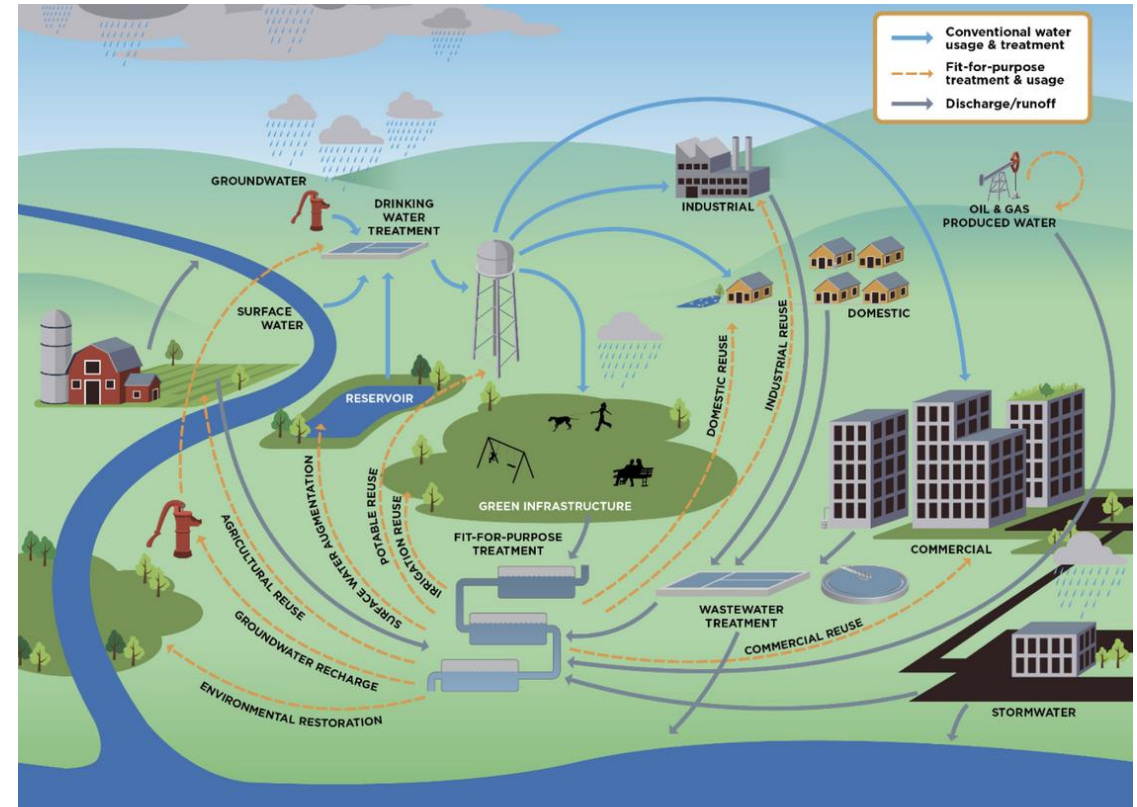 Conventional water
usage & treatment
Fit-for-purpose
treatment & usage
Discharge/runoff
GROUNDWATER
DRINKING
WATER
TREATMENT
INDUSTRIAL
OIL & GAS
PRODUCED WATER
SURFACE
WATER
DOMESTIC
RESERVOIR
DOMESTIC REUSE
INDUSTRIAL REUSE
GREEN INFRASTRUCTURE
FIT-FOR-PURPOSE
TREATMENT
COMMERCIAL
POTABLE REUSE
IRRIGATION REUSE
SURFACE WATER AUGMENTATION
AGRICULTURAL REUSE
GROUNDWATER RECHARGE
ENVIRONMENTAL RESTORATION
WASTEWATER
TREATMENT
COMMERCIAL REUSE
STORMWATER